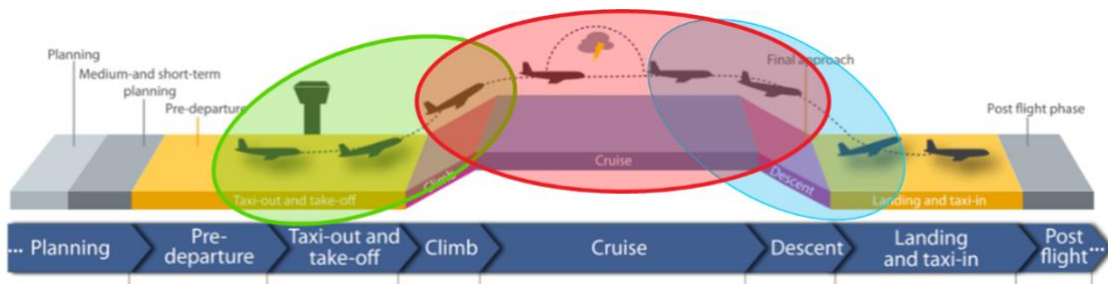 Planning
Medium-and short-term
planning
Pre-departure
Final approach
Post flight phase
Climb
Cruise
Descent
Taxi-out and take-off
Landing and taxi-in
... Planning
Pre-
departure
Taxi-out and
take-off
Climb
Cruise
Descent
Landing
and taxi-in
Post ...
flight